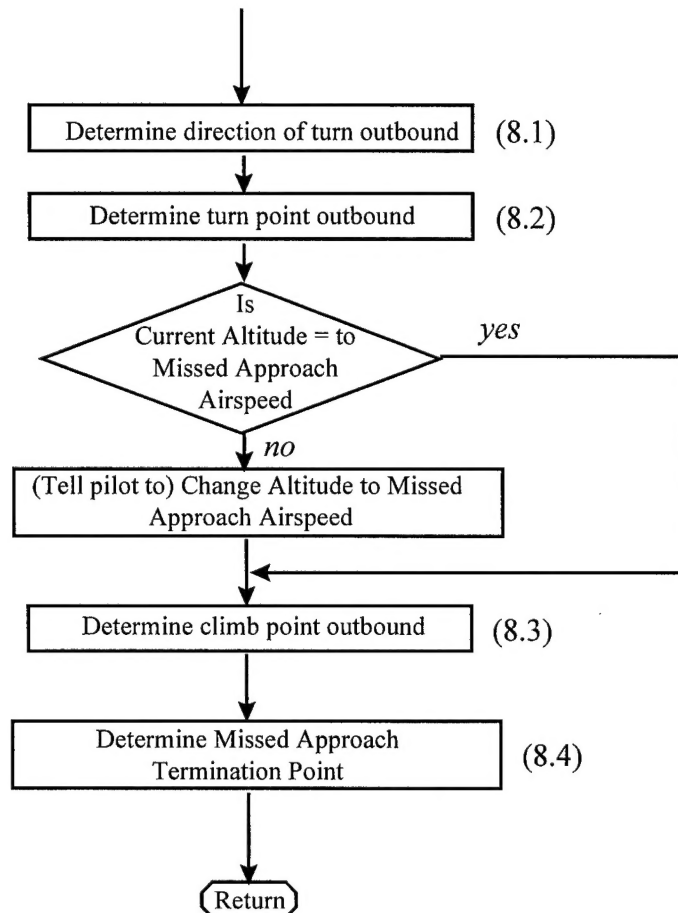 Determine direction of turn outbound (8.1)
Determine turn point outbound (8.2)
Is
Current Altitude = to
Missed Approach
Airspeed
yes
no
(Tell pilot to) Change Altitude to Missed
Approach Airspeed
Determine climb point outbound (8.3)
Determine Missed Approach
Termination Point
(8.4)
Return